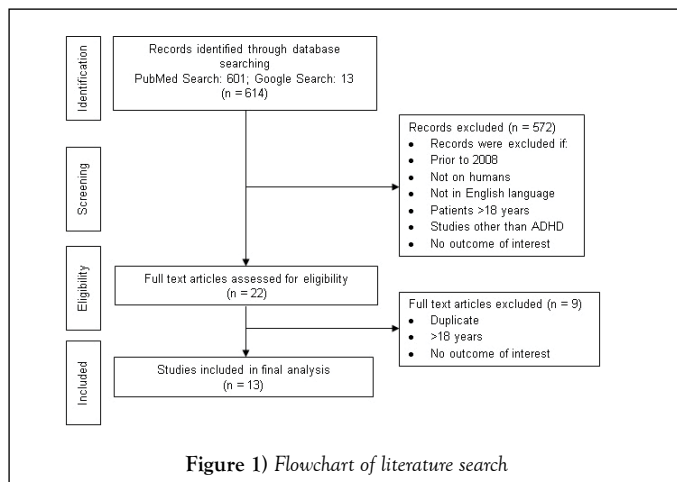 Identification
Records identified through database
searching
PubMed Search: 601; Google Search: 13
(n = 614)
Screening
Records excluded (n = 572)
• Records were excluded if:
• Prior to 2008
• Not on humans
• Not in English language
• Patients >18 years
• Studies other than ADHD
• No outcome of interest
Eligibility
Full text articles assessed for eligibility
(n = 22)
Full text articles excluded (n = 9)
• Duplicate
• >18 years
• No outcome of interest
Included
Studies included in final analysis
(n = 13)
Figure 1) Flowchart of literature search